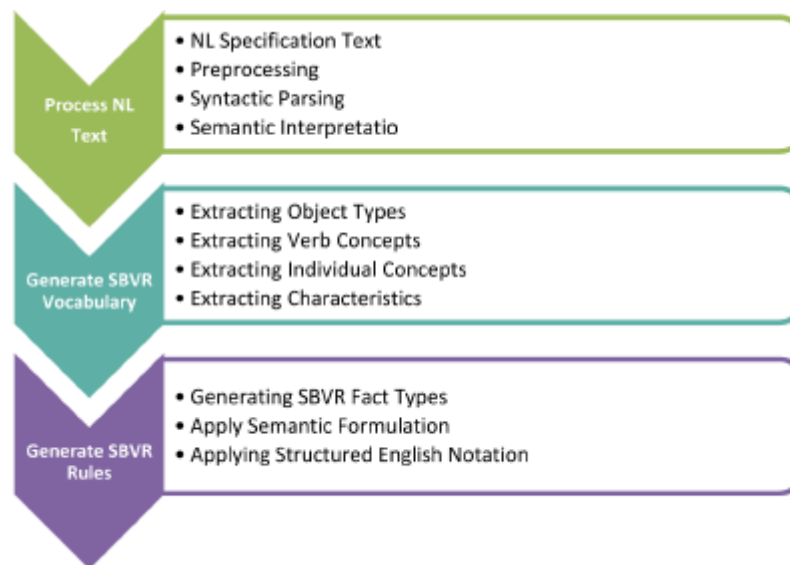 Process NL
Text
• NL Specification Text
• Preprocessing
• Syntactic Parsing
• Semantic Interpretatio
Generate SBVR
Vocabulary
• Extracting Object Types
• Extracting Verb Concepts
• Extracting Individual Concepts
• Extracting Characteristics
Generate SBVR
Rules
• Generating SBVR Fact Types
• Apply Semantic Formulation
• Applying Structured English Notation